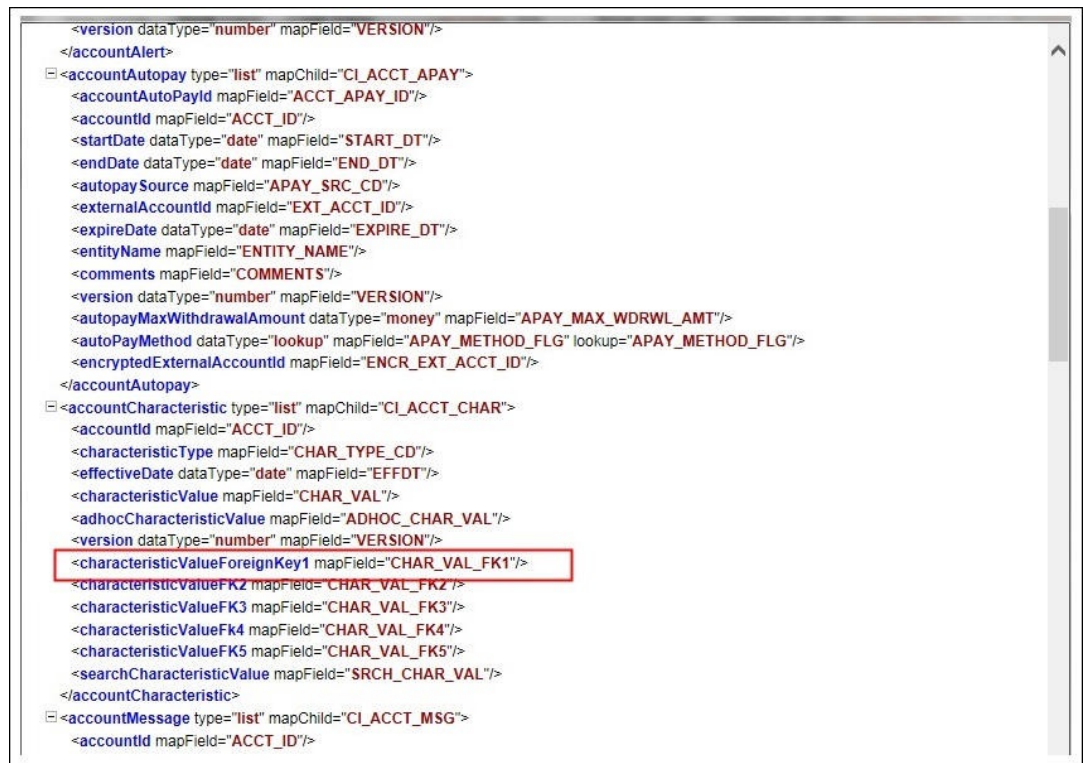 <version dataType="number" mapField="VERSION"/>
</accountAlert>
<accountAutopay type="list" mapChild="CI_ACCT_APAY">
<accountAutoPayId mapField="ACCT_APAY_ID"/>
<accountId mapField="ACCT_ID"/>
<startDate dataType="date" mapField="START_DT"/>
<endDate dataType="date" mapField="END_DT"/>
<autopaySource mapField="APAY_SRC_CD"/>
<externalAccountId mapField="EXT_ACCT_ID"/>
<expireDate dataType="date" mapField="EXPIRE_DT"/>
<entityName mapField="ENTITY_NAME"/>
<comments mapField="COMMENTS"/>
<version dataType="number" mapField="VERSION"/>
<autopayMaxWithdrawalAmount dataType="money" mapField="APAY_MAX_WDRWL_AMT"/>
<autoPayMethod dataType="lookup" mapField="APAY_METHOD_FLG" lookup="APAY_METHOD_FLG"/>
<encryptedExternalAccountId mapField="ENCR_EXT_ACCT_ID"/>
</accountAutopay>
<accountCharacteristic type="list" mapChild="CI_ACCT_CHAR">
<accountId mapField="ACCT_ID"/>
<characteristicType mapField="CHAR_TYPE_CD"/>
<effectiveDate dataType="date" mapField="EFFDT"/>
<characteristicValue mapField="CHAR_VAL"/>
<adhocCharacteristicValue mapField="ADHOC_CHAR_VAL"/>
<version dataType="number" mapField="VERSION"/>
<characteristicValueForeignKey1 mapField="CHAR_VAL_FK1"/>
<characteristicValueFK2 mapField="CHAR_VAL_FK2"/>
<characteristicValueFK3 mapField="CHAR_VAL_FK3"/>
<characteristicValueFk4 mapField="CHAR_VAL_FK4"/>
<characteristicValueFK5 mapField="CHAR_VAL_FK5"/>
<searchCharacteristicValue mapField="SRCH_CHAR_VAL"/>
</accountCharacteristic>
<accountMessage type="list" mapChild="CI_ACCT_MSG">
<accountId mapField="ACCT_ID"/>